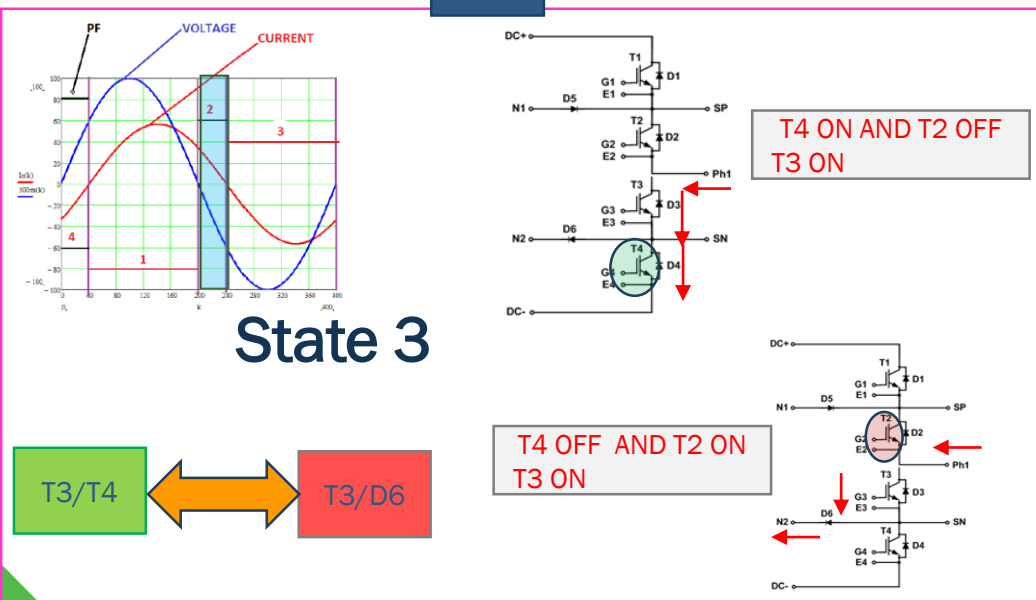 PF
VOLTAGE
CURRENT
100
80
60
40
20
0
-20
-40
-60
-80
-100
Is(k)
100m(k)
4
1
2
3
0 40 80 120 160 200 240 280 320 360 400
k
State 3
T3/T4
T3/D6
DC+
T1
G1
D1
E1
D5
N1
SP
T2
G2
D2
E2
Ph1
T3
G3
D3
E3
D6
N2
SN
T4
D4
E4
DC-
T4 ON AND T2 OFF
T3 ON
T4 OFF AND T2 ON
T3 ON
DC+
T1
G1
D1
E1
D5
N1
SP
T2
G2
D2
E2
Ph1
T3
G3
D3
E3
D6
N2
SN
T4
G4
D4
E4
DC-